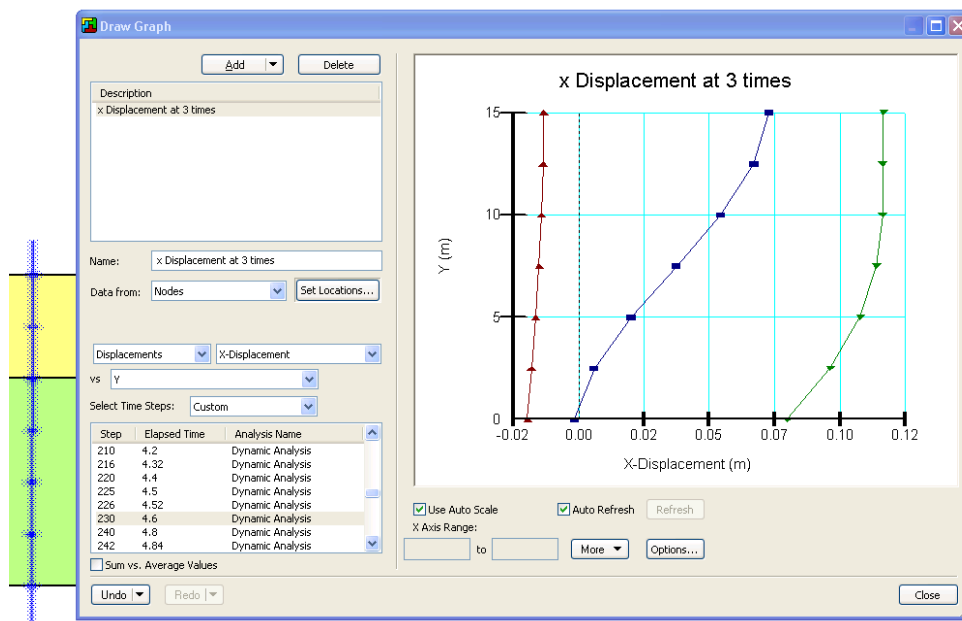 Draw Graph
Add
Delete
Description
x Displacement at 3 times
Name:
x Displacement at 3 times
Data from:
Nodes
Set Locations...
Displacements
X-Displacement
vs
Y
Select Time Steps:
Custom
Step Elapsed Time Analysis Name
210 4.2 Dynamic Analysis
216 4.32 Dynamic Analysis
220 4.4 Dynamic Analysis
225 4.5 Dynamic Analysis
226 4.52 Dynamic Analysis
230 4.6 Dynamic Analysis
240 4.8 Dynamic Analysis
242 4.84 Dynamic Analysis
Sum vs. Average Values
Undo
Redo
x Displacement at 3 times
15
10
5
0
Y (m)
-0.02 0.00 0.02 0.05 0.07 0.10 0.12
X-Displacement (m)
Use Auto Scale
Auto Refresh
Refresh
X Axis Range:
to
More
Options...
Close